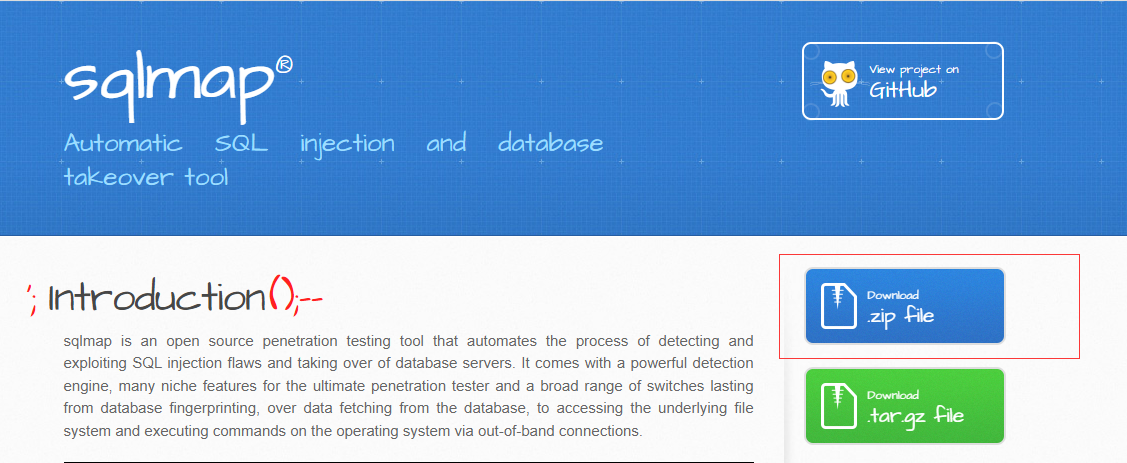 sqlmap®
Automatic SQL injection and database
takeover tool
View project on
GitHub
'; Introduction();--
sqlmap is an open source penetration testing tool that automates the process of detecting and
exploiting SQL injection flaws and taking over of database servers. It comes with a powerful detection
engine, many niche features for the ultimate penetration tester and a broad range of switches lasting
from database fingerprinting, over data fetching from the database, to accessing the underlying file
system and executing commands on the operating system via out-of-band connections.
Download
.zip file
Download
.tar.gz file